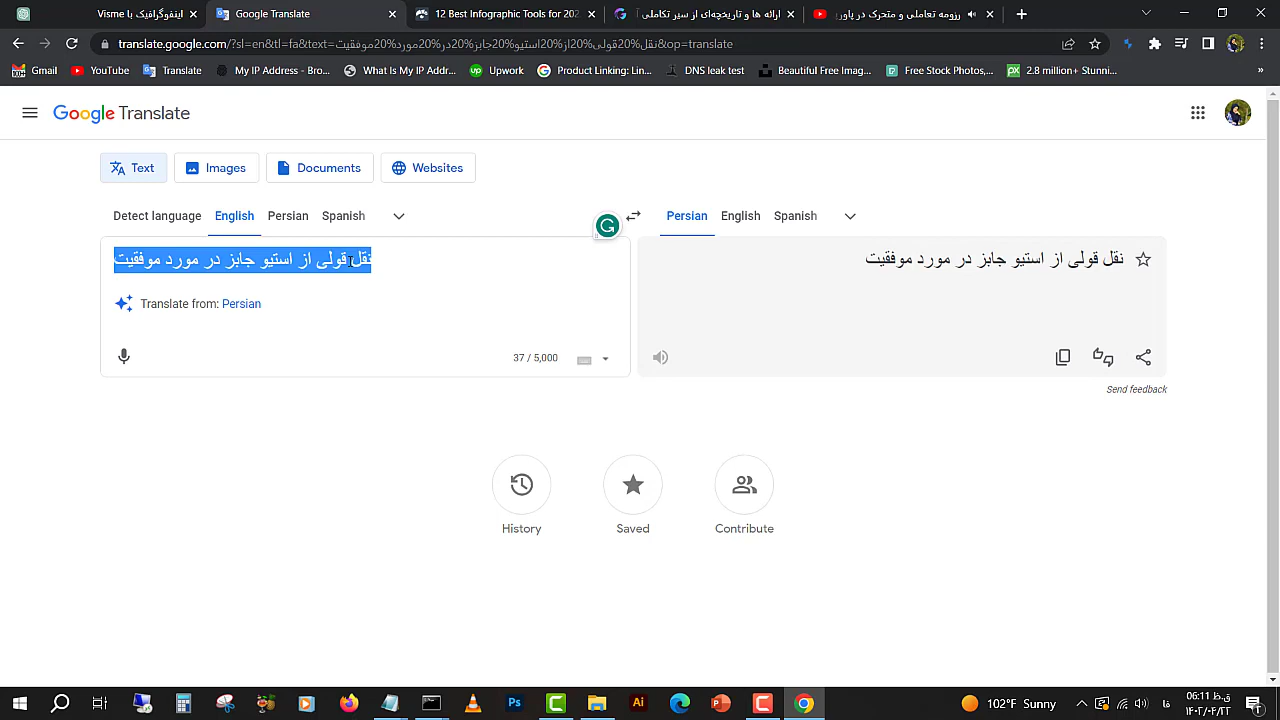 اینفوگرافیک با Visme
Google Translate
12 Best Infographic Tools for 202
ارائه ها و تاریخچه‌ای از سیر تکاملی آ
رزومه تعاملی و متحرک در پاورپ
translate.google.com/?sl=en&tl=fa&text=نقل%20قولی%20از%20استیو%20جابز%20در%20مورد%20موفقیت&op=translate
Gmail
YouTube
Translate
Hide My IP Address - Bro...
What Is My IP Addr...
Upwork
Product Linking: Lin...
DNS leak test
Beautiful Free Imag...
Free Stock Photos,...
2.8 million+ Stunni...
Google Translate
Text
Images
Documents
Websites
Detect language
English
Persian
Spanish
Persian
English
Spanish
نقل قولی از استیو جابز در مورد موفقیت
نقل قولی از استیو جابز در مورد موفقیت
Translate from: Persian
37 / 5,000
Send feedback
History
Saved
Contribute
102°F Sunny
فا
06:11 ق.ظ
۱۴۰۲/۰۴/۲۳